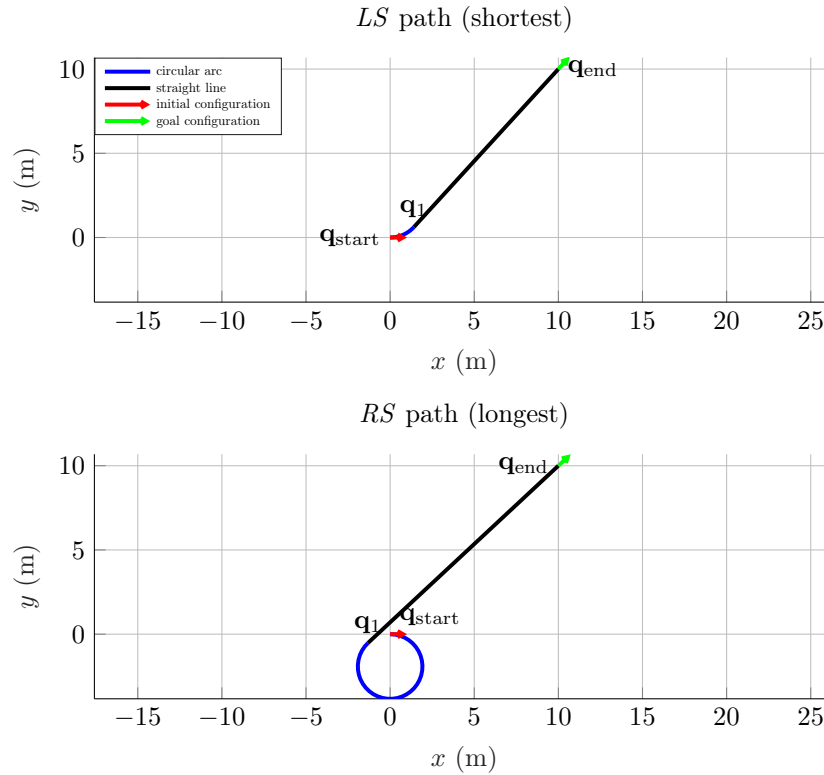 LS path (shortest)
circular arc
straight line
initial configuration
goal configuration
10
5
0
y (m)
q_end
q_1
q_start
−15 −10 −5 0 5 10 15 20 25
x (m)
RS path (longest)
10
5
0
y (m)
q_end
q_1
q_start
−15 −10 −5 0 5 10 15 20 25
x (m)